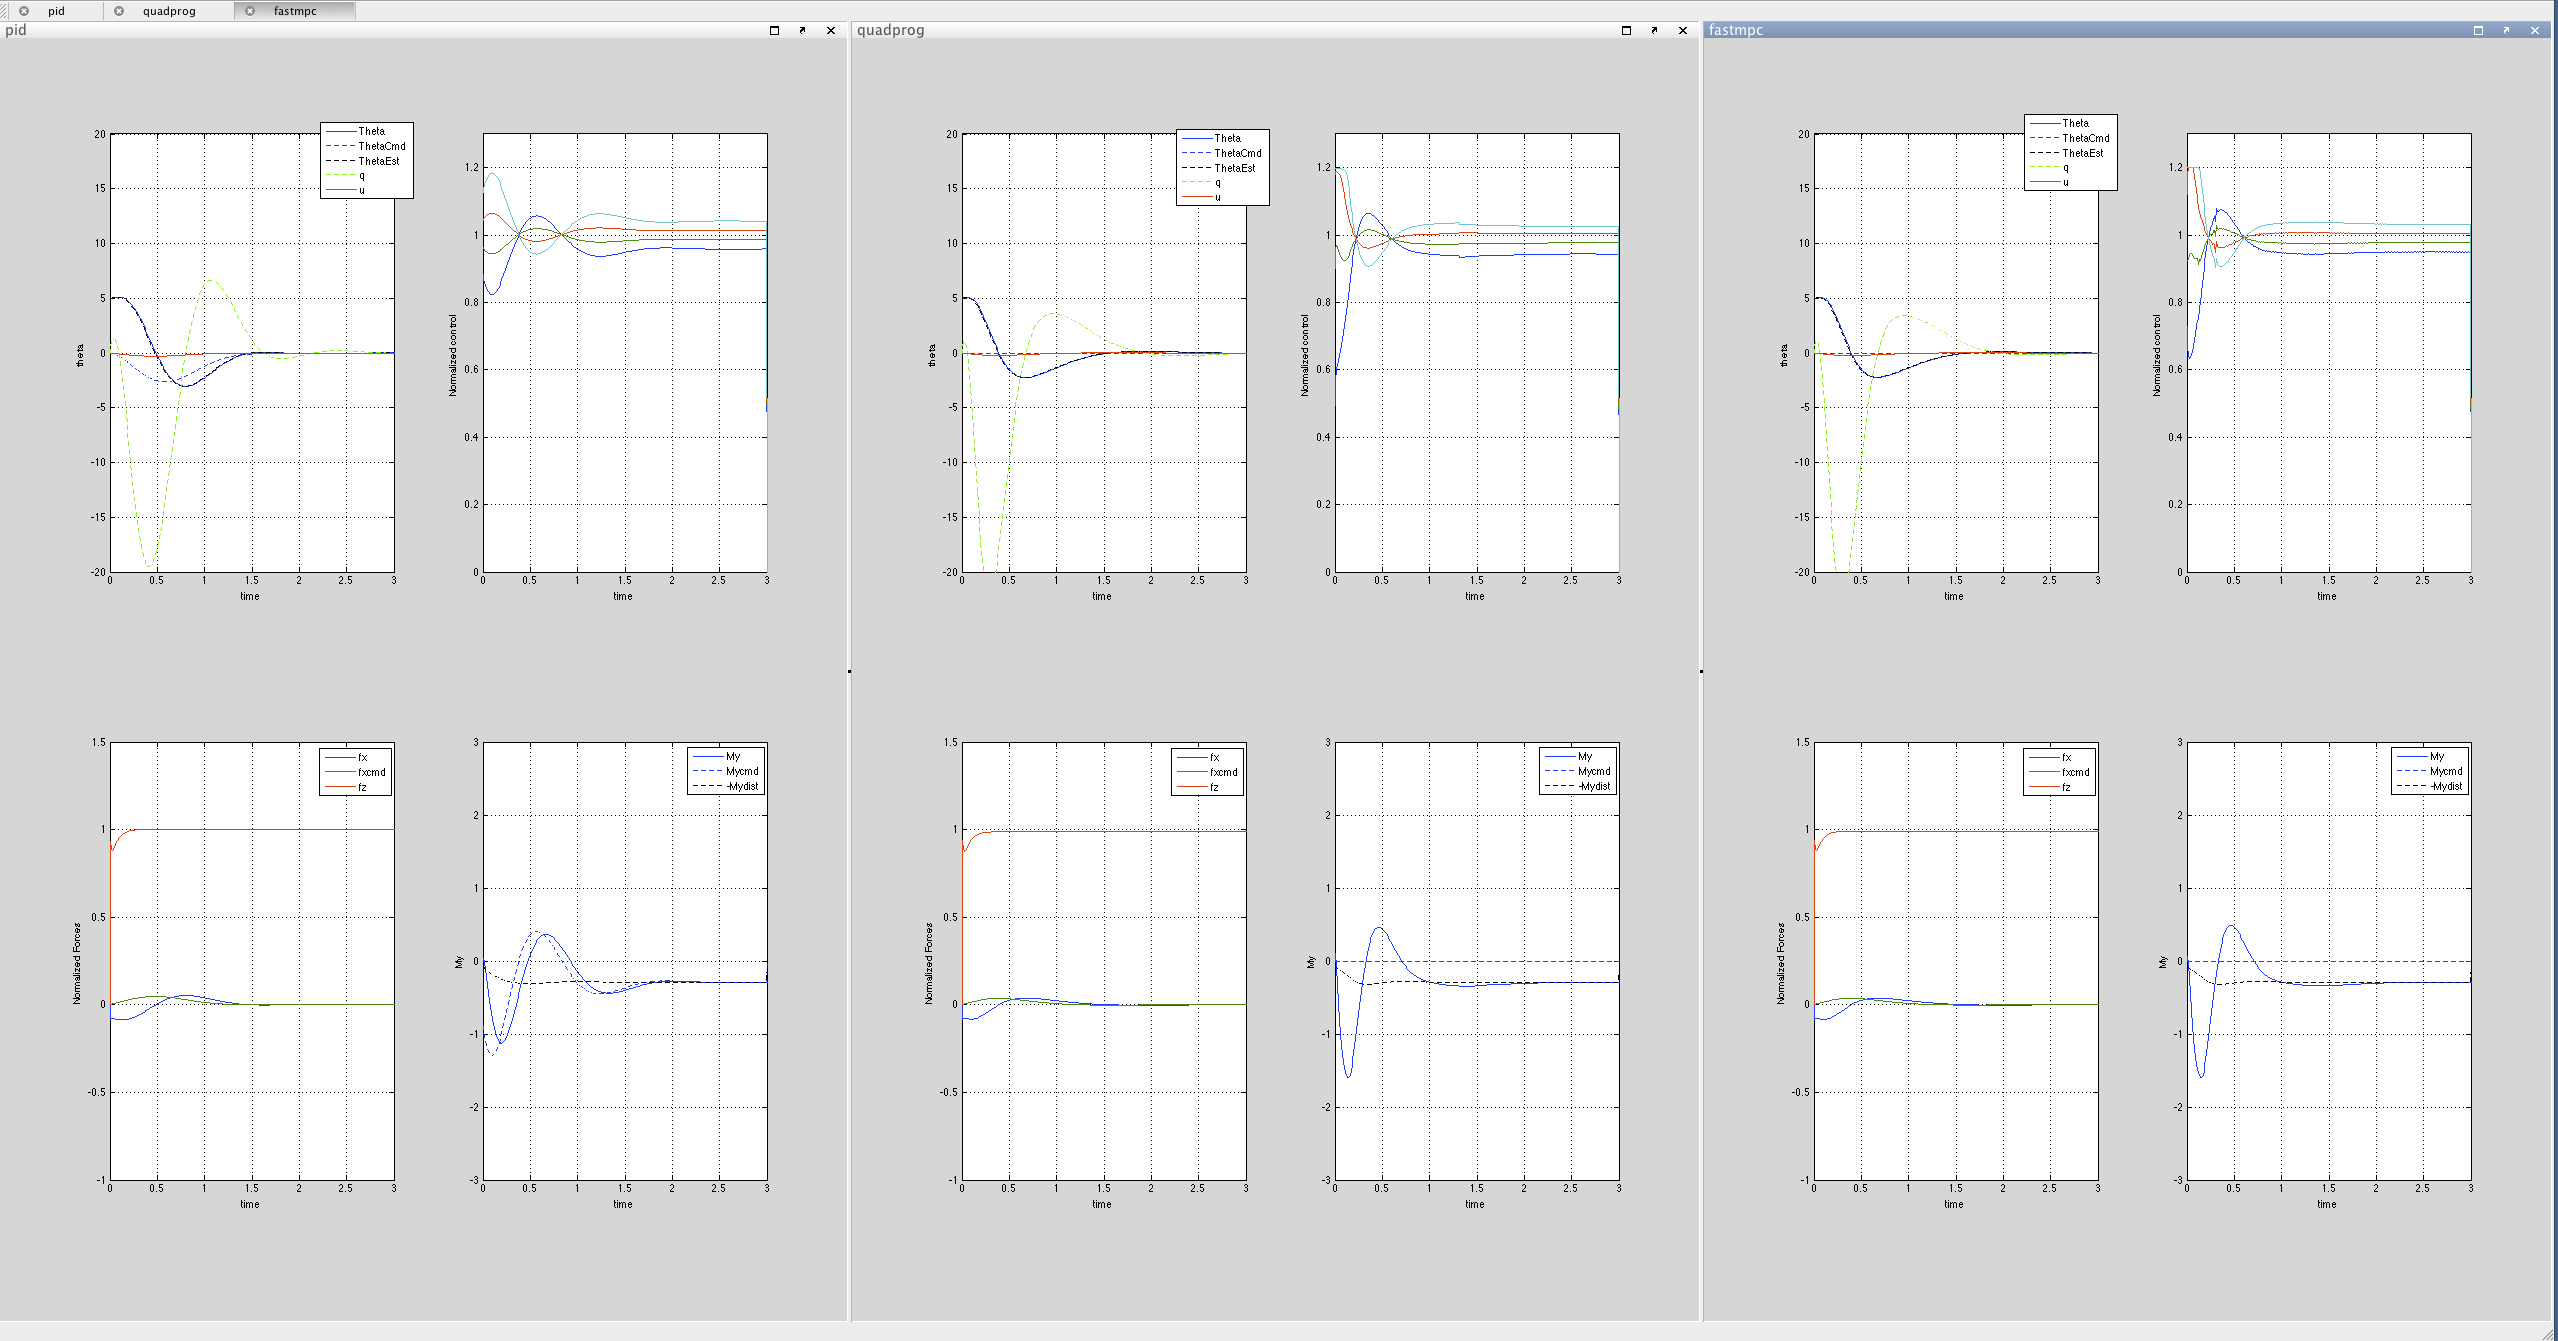 pid
quadprog
fastmpc
pid
quadprog
fastmpc
20
15
10
5
0
-5
-10
-15
-20
theta
0 0.5 1 1.5 2 2.5 3
time
Theta
ThetaCmd
ThetaEst
q
u
1.2
1
0.8
0.6
0.4
0.2
0
Normalized control
0 0.5 1 1.5 2 2.5 3
time
20
15
10
5
0
-5
-10
-15
-20
theta
0 0.5 1 1.5 2 2.5 3
time
Theta
ThetaCmd
ThetaEst
q
u
1.2
1
0.8
0.6
0.4
0.2
0
Normalized control
0 0.5 1 1.5 2 2.5 3
time
20
15
10
5
0
-5
-10
-15
-20
theta
0 0.5 1 1.5 2 2.5 3
time
Theta
ThetaCmd
ThetaEst
q
u
1.2
1
0.8
0.6
0.4
0.2
0
Normalized control
0 0.5 1 1.5 2 2.5 3
time
1.5
1
0.5
0
-0.5
-1
Normalized Forces
0 0.5 1 1.5 2 2.5 3
time
fx
fxcmd
fz
3
2
1
0
-1
-2
-3
My
0 0.5 1 1.5 2 2.5 3
time
My
Mycmd
-Mydist
1.5
1
0.5
0
-0.5
-1
Normalized Forces
0 0.5 1 1.5 2 2.5 3
time
fx
fxcmd
fz
3
2
1
0
-1
-2
-3
My
0 0.5 1 1.5 2 2.5 3
time
My
Mycmd
-Mydist
1.5
1
0.5
0
-0.5
-1
Normalized Forces
0 0.5 1 1.5 2 2.5 3
time
fx
fxcmd
fz
3
2
1
0
-1
-2
-3
My
0 0.5 1 1.5 2 2.5 3
time
My
Mycmd
-Mydist